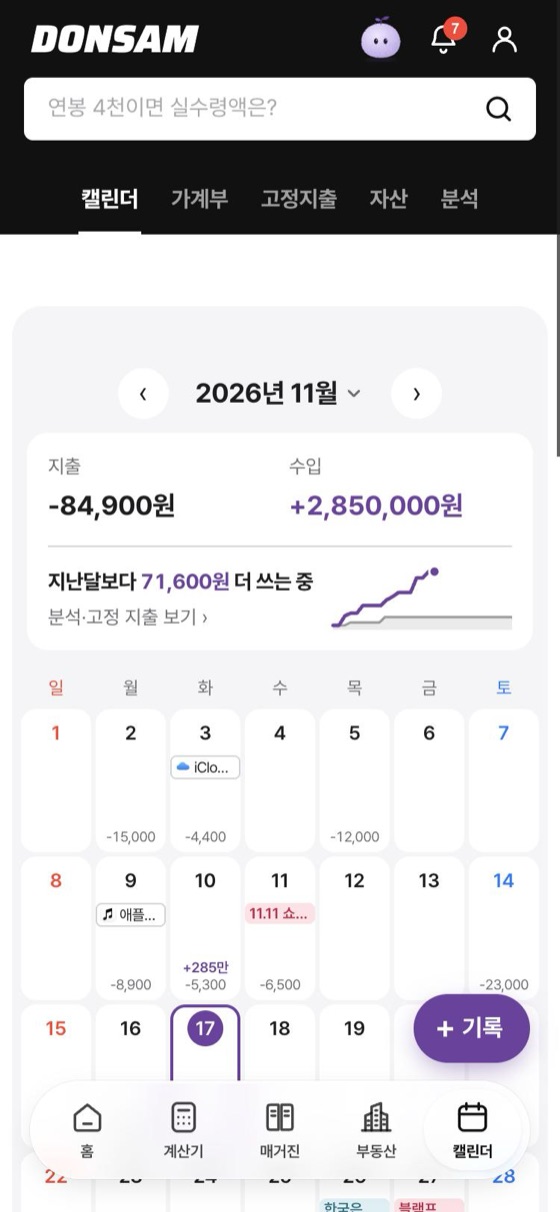 DONSAM
7
연봉 4천이면 실수령액은?
캘린더 가계부 고정지출 자산 분석
‹ 2026년 11월 ›
지출 수입
-84,900원 +2,850,000원
지난달보다 71,600원 더 쓰는 중
분석·고정 지출 보기 ›
일 월 화 수 목 금 토
1 2 3 4 5 6 7
iClo...
-15,000 -4,400 -12,000
8 9 10 11 12 13 14
애플... 11.11 쇼...
+285만
-8,900 -5,300 -6,500 -23,000
15 16 17 18 19
+ 기록
홈 계산기 매거진 부동산 캘린더
22 28
한국은 블랙프